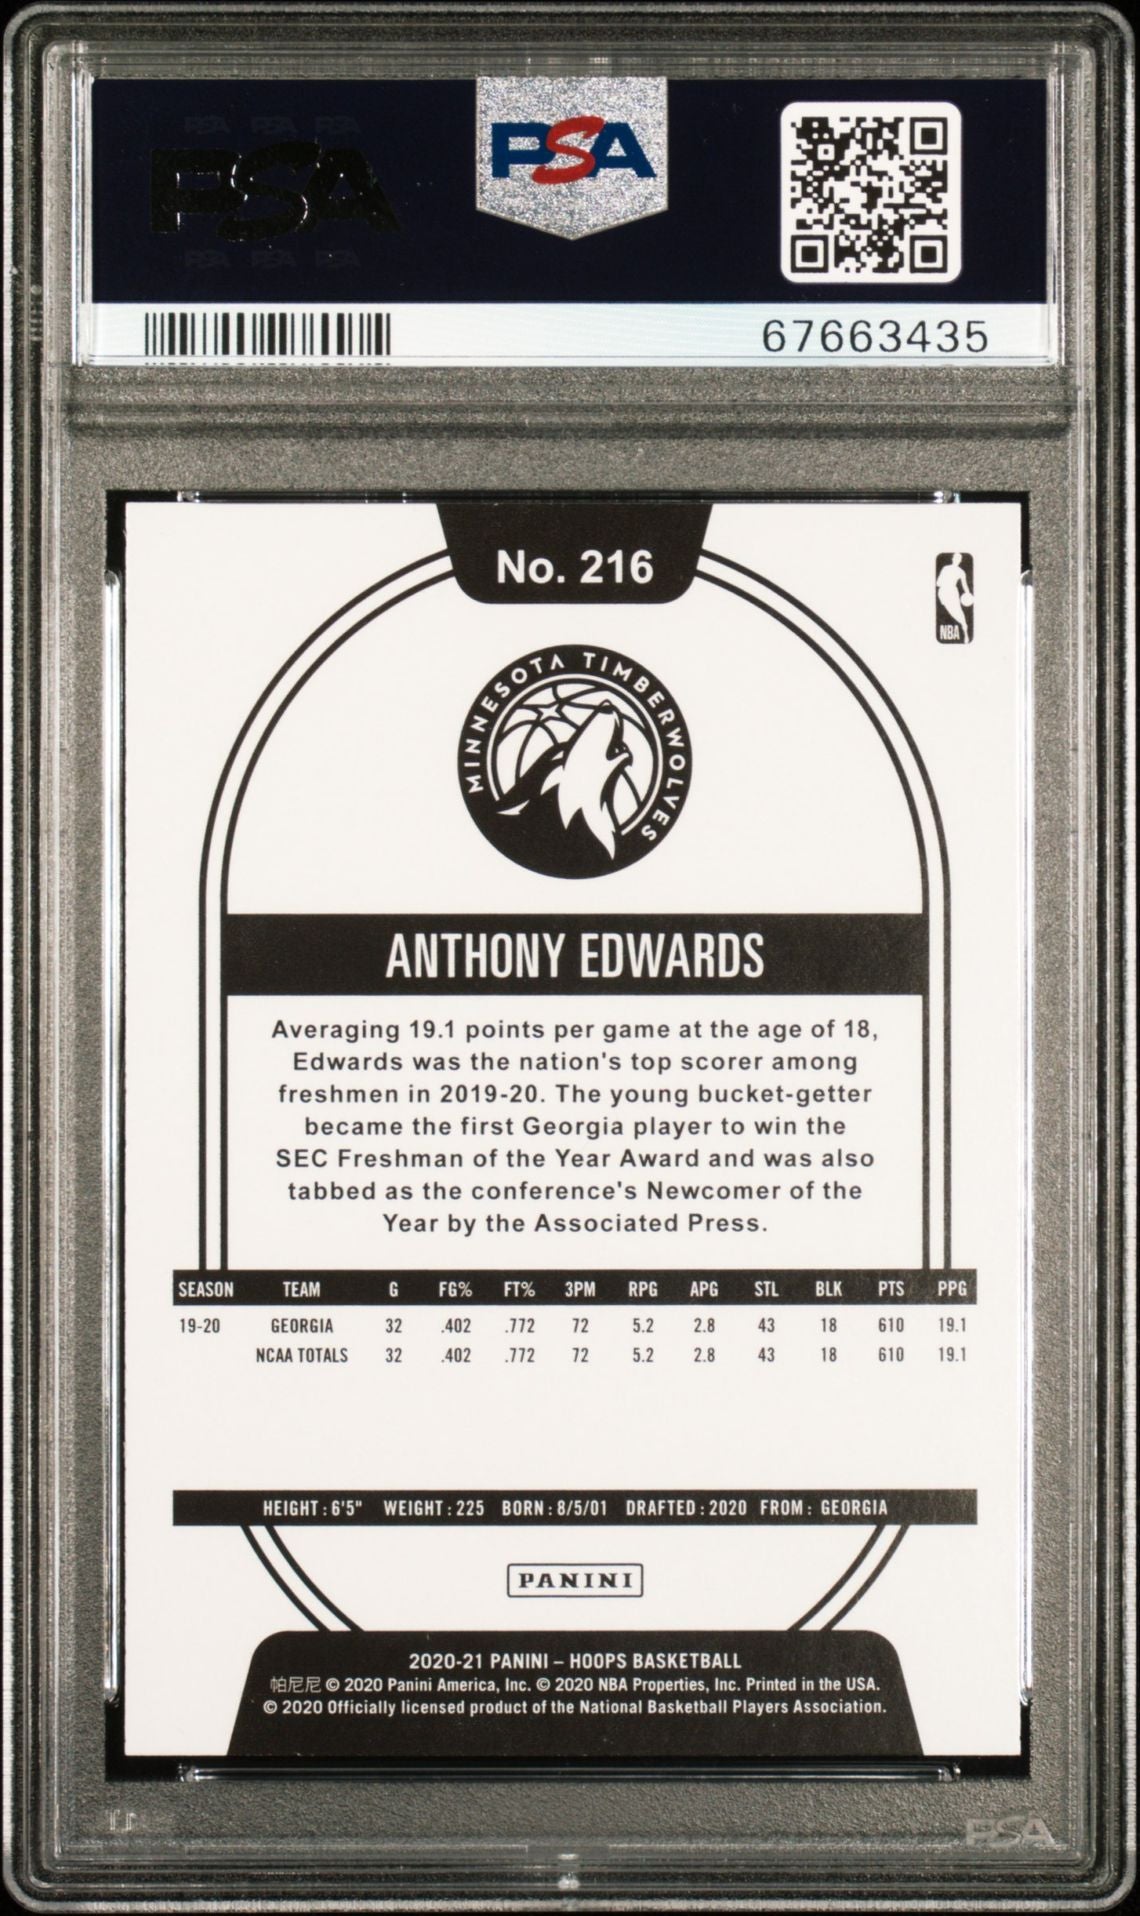 PSA PSA PSA
PSA
PSA PSA PSA
PSA
67663435
No. 216
NBA
MINNESOTA TIMBERWOLVES
ANTHONY EDWARDS
Averaging 19.1 points per game at the age of 18,
Edwards was the nation's top scorer among
freshmen in 2019-20. The young bucket-getter
became the first Georgia player to win the
SEC Freshman of the Year Award and was also
tabbed as the conference's Newcomer of the
Year by the Associated Press.
SEASON TEAM G FG% FT% 3PM RPG APG STL BLK PTS PPG
19-20 GEORGIA 32 .402 .772 72 5.2 2.8 43 18 610 19.1
NCAA TOTALS 32 .402 .772 72 5.2 2.8 43 18 610 19.1
HEIGHT : 6'5" WEIGHT : 225 BORN : 8/5/01 DRAFTED : 2020 FROM : GEORGIA
PANINI
2020-21 PANINI – HOOPS BASKETBALL
帕尼尼 © 2020 Panini America, Inc. © 2020 NBA Properties, Inc. Printed in the USA.
© 2020 Officially licensed product of the National Basketball Players Association.
PSA